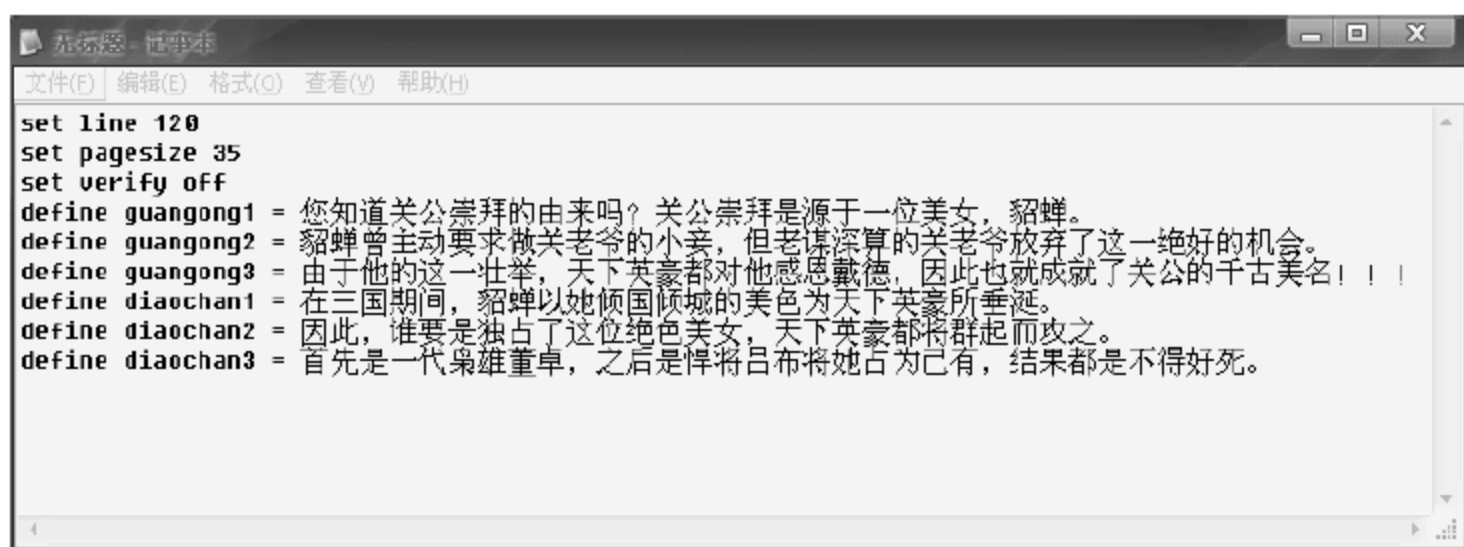 无标题 - 记事本
文件(F) 编辑(E) 格式(O) 查看(V) 帮助(H)
set line 120
set pagesize 35
set verify off
define guangong1 = 您知道关公崇拜的由来吗？关公崇拜是源于一位美女，貂蝉。
define guangong2 = 貂蝉曾主动要求做关老爷的小妾，但老谋深算的关老爷放弃了这一绝好的机会。
define guangong3 = 由于他的这一壮举，天下英豪都对他感恩戴德，因此也就成就了关公的千古美名！！！
define diaochan1 = 在三国期间，貂蝉以她倾国倾城的美色为天下英豪所垂涎。
define diaochan2 = 因此，谁要是独占了这位绝色美女，天下英豪都将群起而攻之。
define diaochan3 = 首先是一代枭雄董卓，之后是悍将吕布将她占为己有，结果都是不得好死。